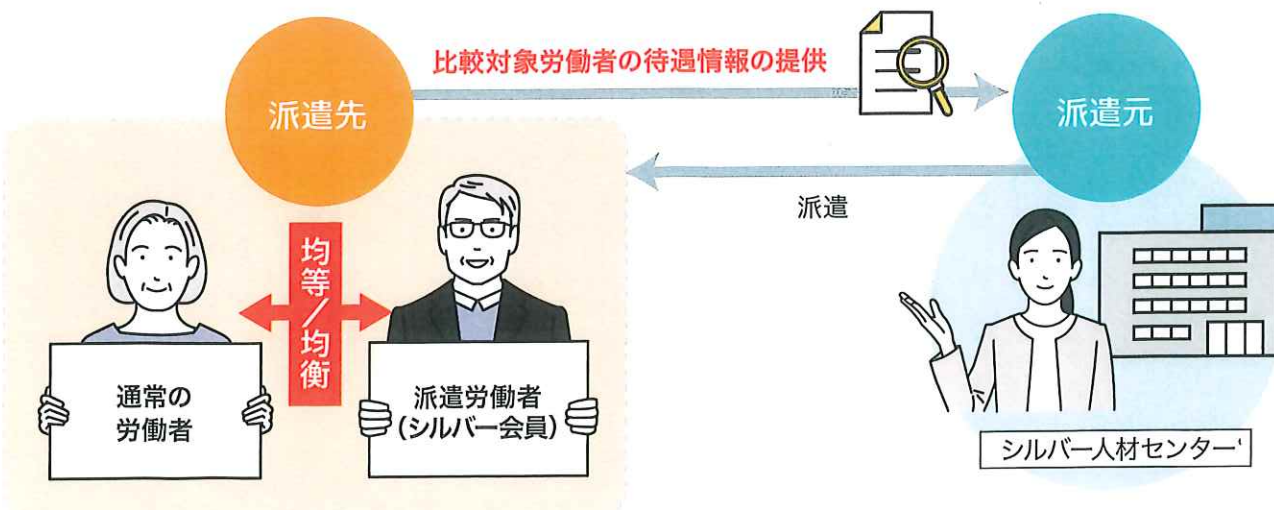 比較対象労働者の待遇情報の提供
派遣先
派遣元
派遣
均等/均衡
通常の
労働者
派遣労働者
(シルバー会員)
シルバー人材センター